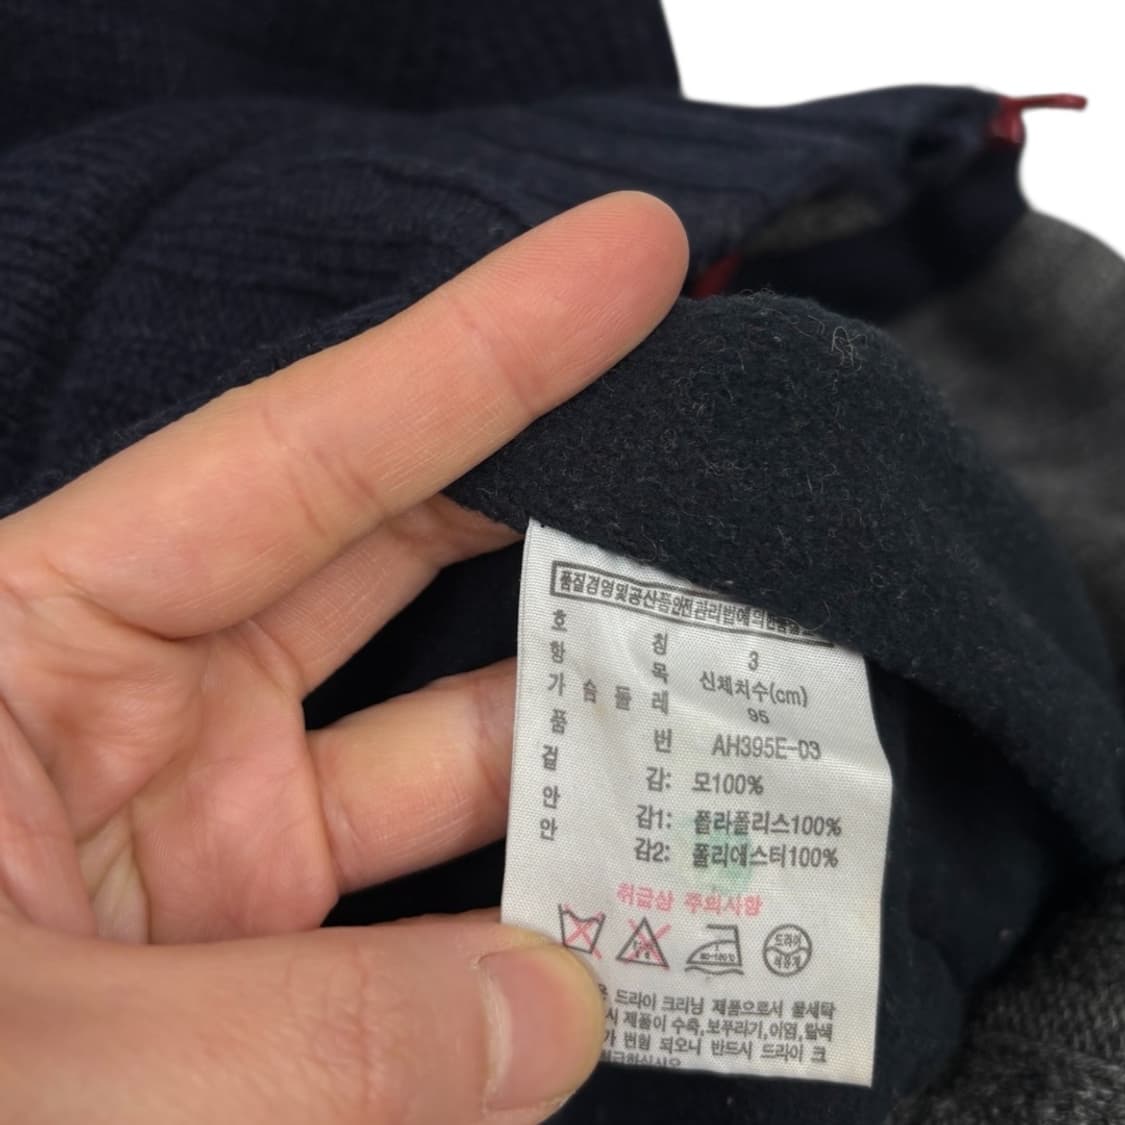 품질경영및공산품안전관리법에의한품질
호 칭 3
항 목 신체치수(cm)
가 슴 둘 레 95
품 번 AH395E-03
겉 감: 모100%
안 감1: 폴라폴리스100%
안 감2: 폴리에스터100%
취급상 주의사항
드라이
드라이 크리닝 제품으로서 물세탁
시 제품이 수축,보푸라기,이염,탈색
가 변형 되오니 반드시 드라이 크